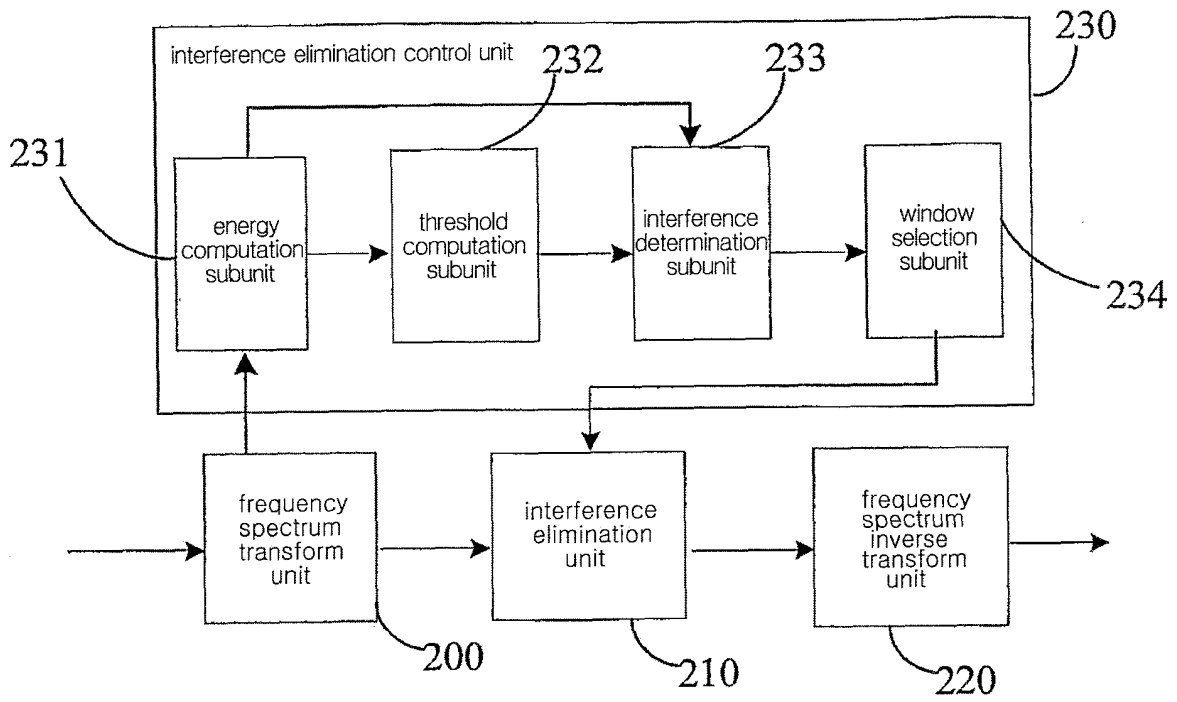 230
interference elimination control unit
232
233
231
energy
computation
subunit
threshold
computation
subunit
interference
determination
subunit
window
selection
subunit
234
frequency
spectrum
transform
unit
interference
elimination
unit
frequency
spectrum
inverse
transform
unit
200
210
220